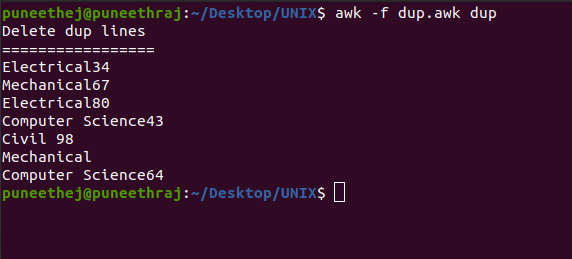 puneethej@puneethraj:~/Desktop/UNIX$ awk -f dup.awk dup
Delete dup lines
=================
Electrical34
Mechanical67
Electrical80
Computer Science43
Civil 98
Mechanical
Computer Science64
puneethej@puneethraj:~/Desktop/UNIX$